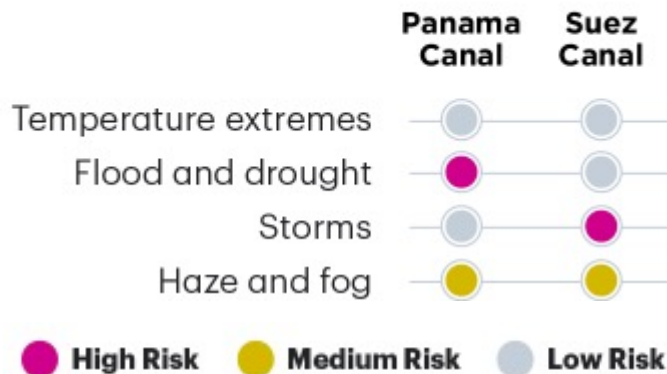 Panama Suez
Canal Canal
Temperature extremes
Flood and drought
Storms
Haze and fog
High Risk Medium Risk Low Risk